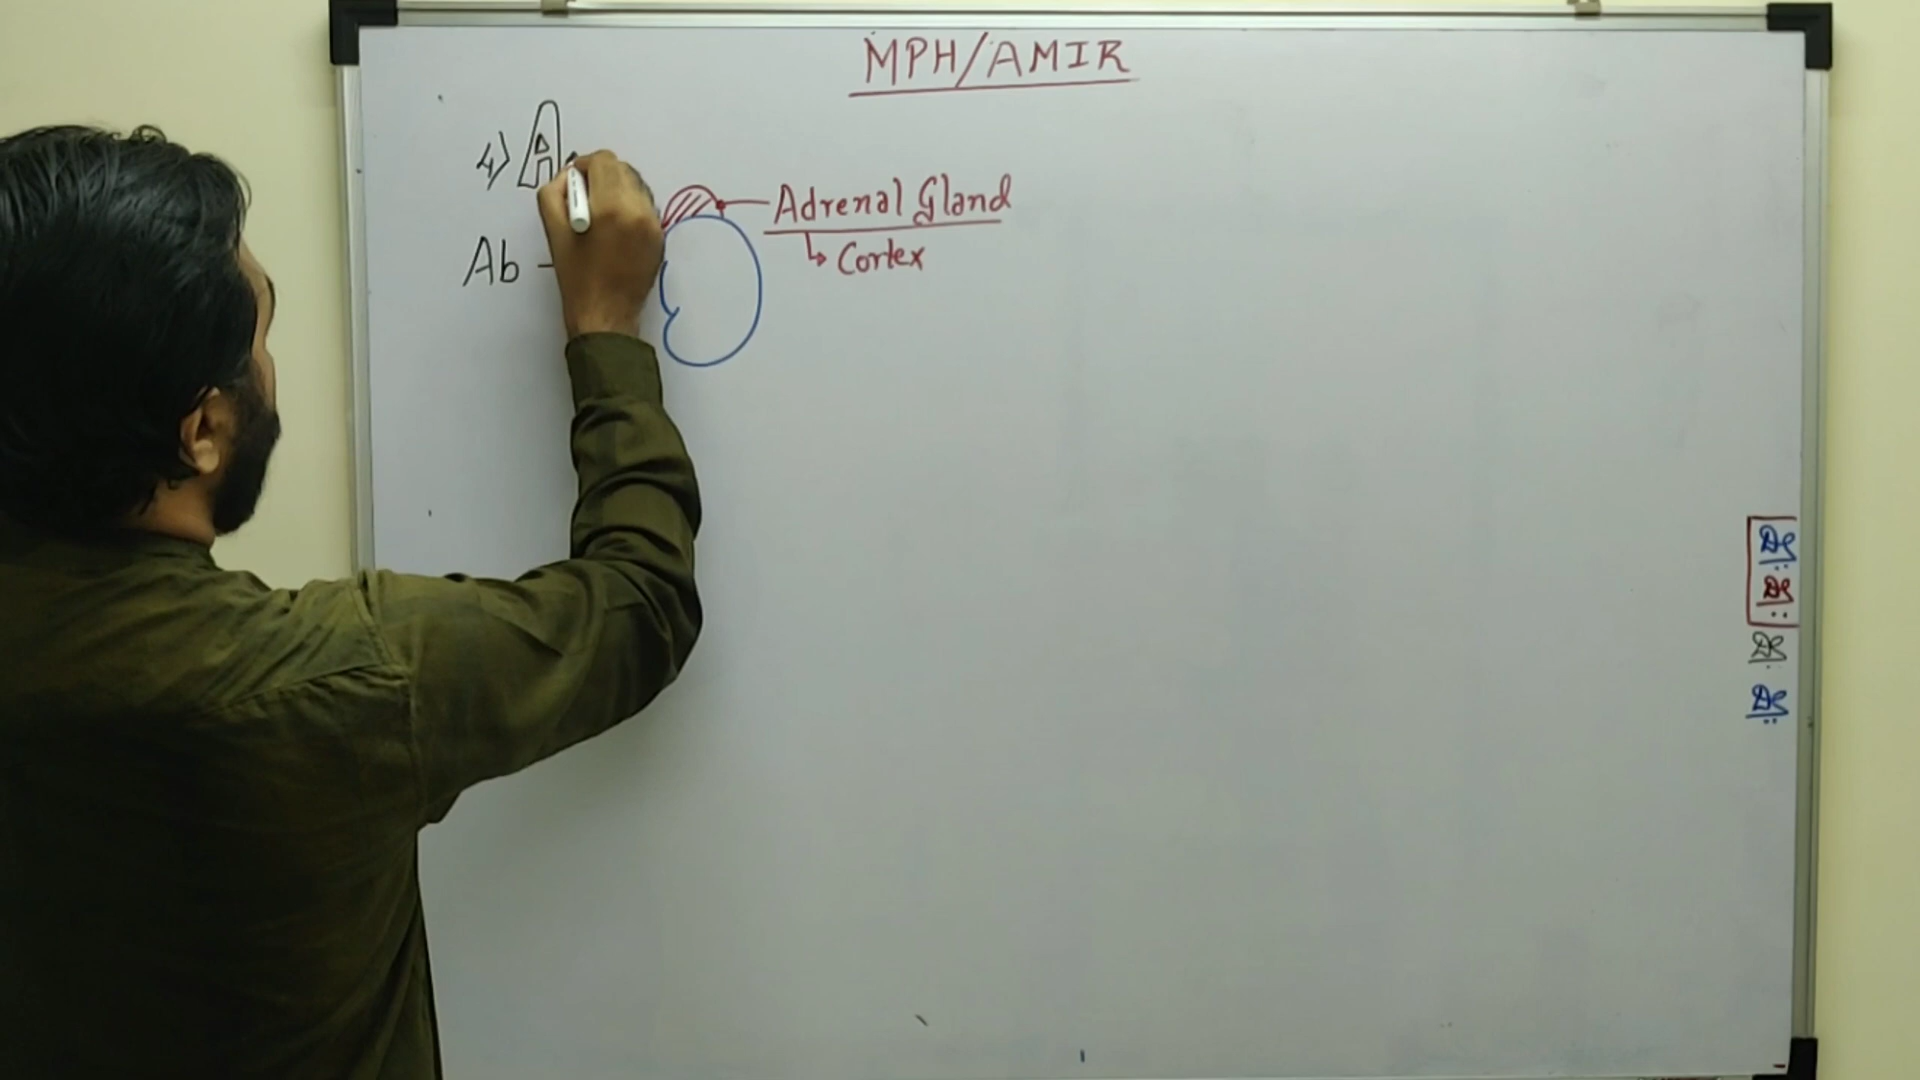 MPH/AMIR
4) A
Adrenal Gland
Ab -
↳ Cortex